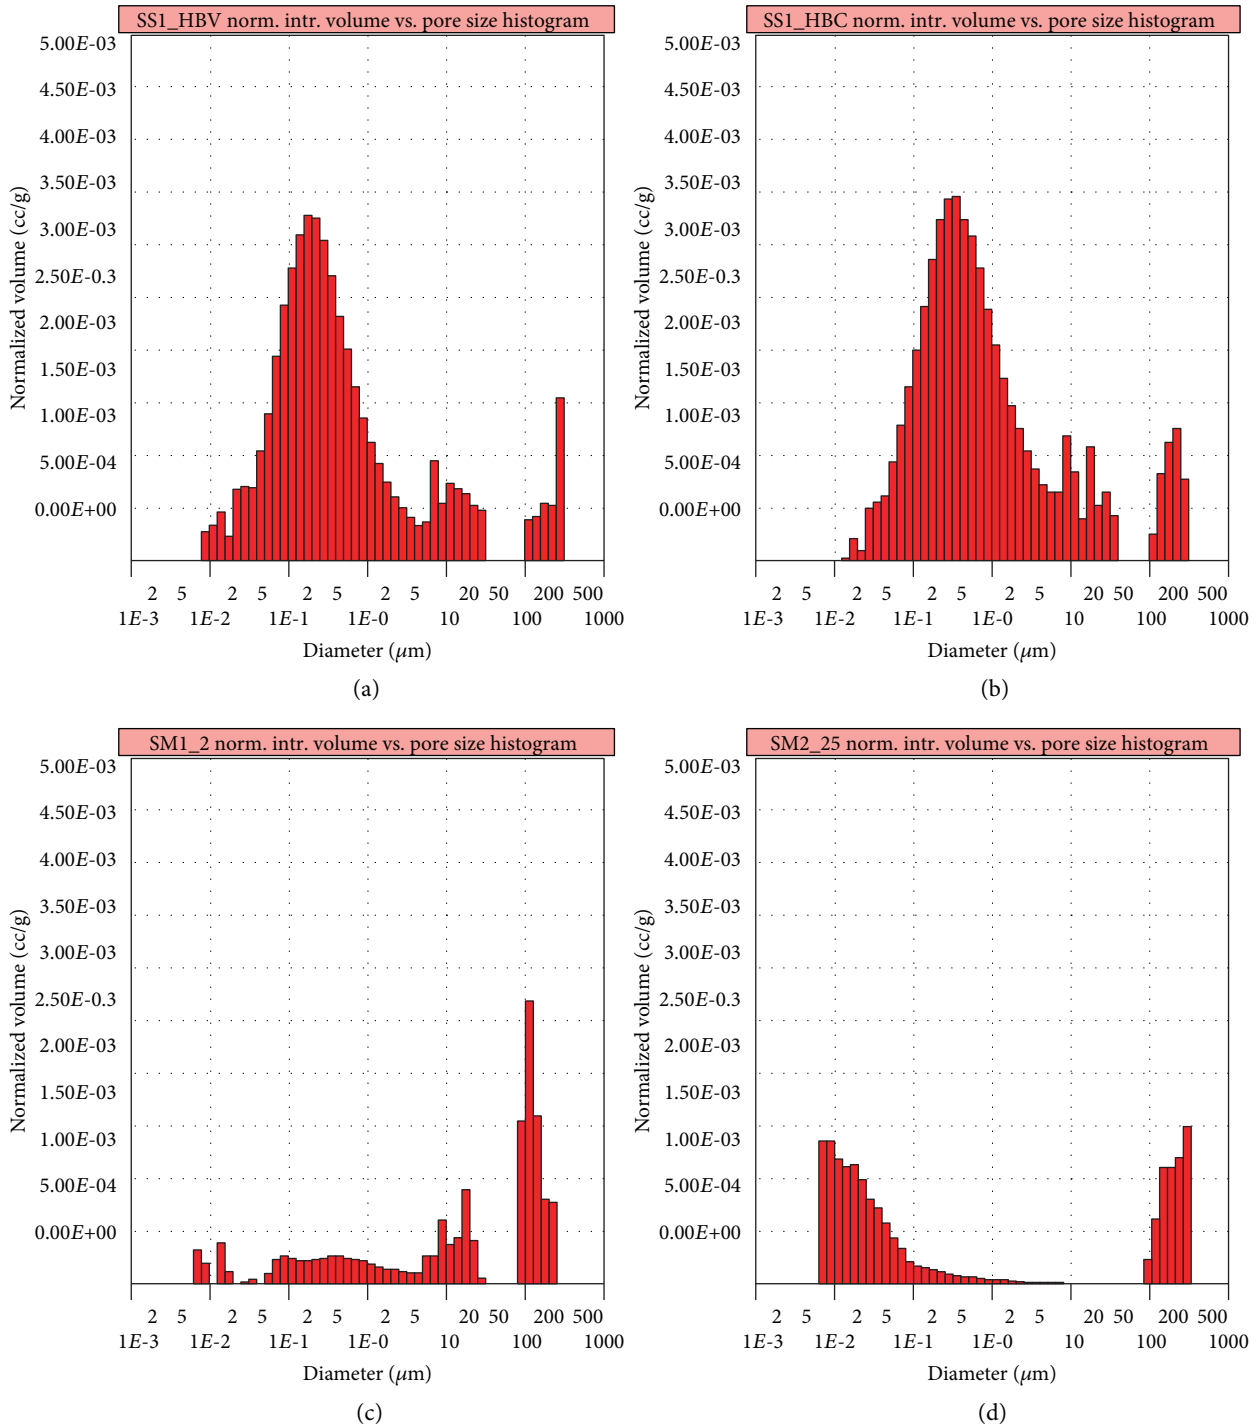 SS1_HBV norm. intr. volume vs. pore size histogram
5.00E-03
4.50E-03
4.00E-03
3.50E-03
3.00E-03
2.50E-03
2.00E-03
1.50E-03
1.00E-03
5.00E-04
0.00E+00
Normalized volume (cc/g)
2 5 2 5 2 5 2 5 20 50 200 500
1E-3 1E-2 1E-1 1E-0 10 100 1000
Diameter (μm)
(a)
SS1_HBC norm. intr. volume vs. pore size histogram
5.00E-03
4.50E-03
4.00E-03
3.50E-03
3.00E-03
2.50E-03
2.00E-03
1.50E-03
1.00E-03
5.00E-04
0.00E+00
Normalized volume (cc/g)
2 5 2 5 2 5 2 5 20 50 200 500
1E-3 1E-2 1E-1 1E-0 10 100 1000
Diameter (μm)
(b)
SM1_2 norm. intr. volume vs. pore size histogram
5.00E-03
4.50E-03
4.00E-03
3.50E-03
3.00E-03
2.50E-0.3
2.00E-03
1.50E-03
1.00E-03
5.00E-04
0.00E+00
Normalized volume (cc/g)
2 5 2 5 2 5 2 5 20 50 200 500
1E-3 1E-2 1E-1 1E-0 10 100 1000
Diameter (μm)
(c)
SM2_25 norm. intr. volume vs. pore size histogram
5.00E-03
4.50E-03
4.00E-03
3.50E-03
3.00E-03
2.50E-0.3
2.00E-03
1.50E-03
1.00E-03
5.00E-04
0.00E+00
Normalized volume (cc/g)
2 5 2 5 2 5 2 5 20 50 200 500
1E-3 1E-2 1E-1 1E-0 10 100 1000
Diameter (μm)
(d)